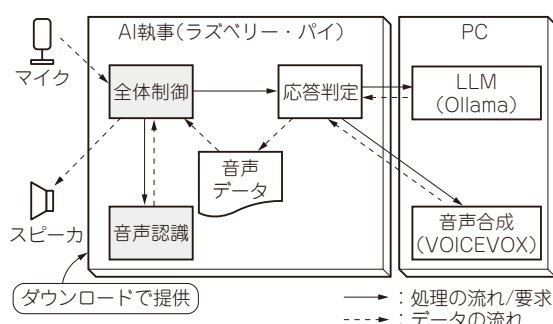 AI執事(ラズベリー・パイ)
PC
マイク
全体制御
応答判定
LLM
(Ollama)
音声
データ
スピーカ
音声認識
音声合成
(VOICEVOX)
ダウンロードで提供
:処理の流れ/要求
:データの流れ